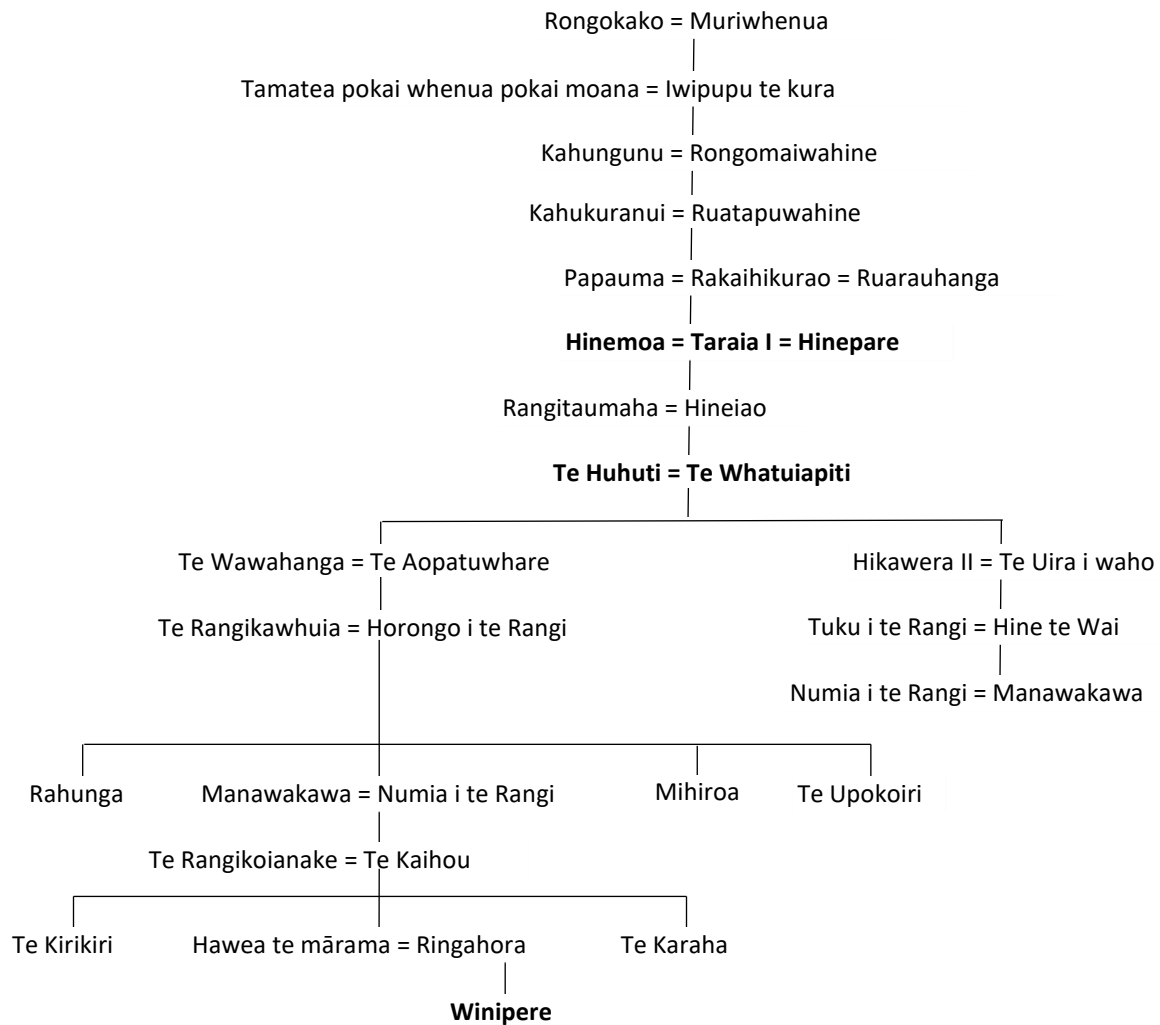 Rongokako = Muriwhenua
Tamatea pokai whenua pokai moana = Iwipupu te kura
Kahungunu = Rongomaiwahine
Kahukuranui = Ruatapuwahine
Papauma = Rakaihikurao = Ruarauhanga
Hinemoa = Taraia I = Hinepare
Rangitaumaha = Hineiao
Te Huhuti = Te Whatuiapiti
Te Wawahanga = Te Aopatuwhare Hikawera II = Te Uira i waho
Te Rangikawhuia = Horongo i te Rangi Tuku i te Rangi = Hine te Wai
Numia i te Rangi = Manawakawa
Rahunga Manawakawa = Numia i te Rangi Mihiroa Te Upokoiri
Te Rangikoianake = Te Kaihou
Te Kirikiri Hawea te mārama = Ringahora Te Karaha
Winipere